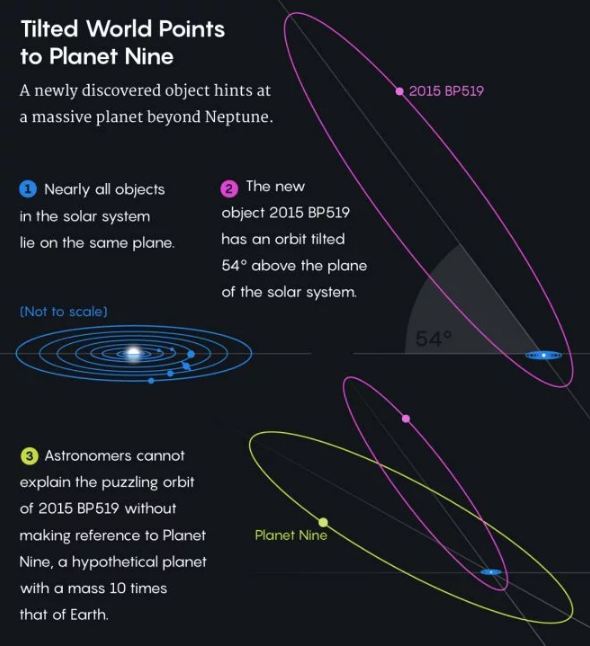 Tilted World Points
to Planet Nine
A newly discovered object hints at
a massive planet beyond Neptune.
2015 BP519
1 Nearly all objects
in the solar system
lie on the same plane.
2 The new
object 2015 BP519
has an orbit tilted
54° above the plane
of the solar system.
(Not to scale)
54°
3 Astronomers cannot
explain the puzzling orbit
of 2015 BP519 without
making reference to Planet
Nine, a hypothetical planet
with a mass 10 times
that of Earth.
Planet Nine